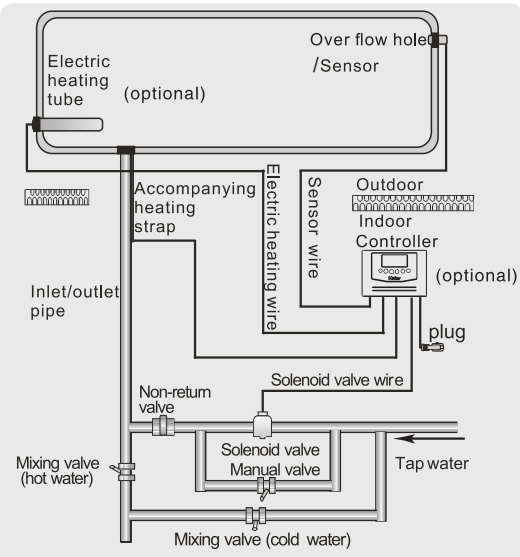 Over flow hole
/Sensor
Electric
heating
tube
(optional)
Accompanying
heating
strap
Electric heating wire
Sensor wire
Outdoor
Indoor
Controller
(optional)
Inlet/outlet
pipe
plug
Solenoid valve wire
Non-return
valve
Solenoid valve
Manual valve
Tap water
Mixing valve
(hot water)
Mixing valve (cold water)